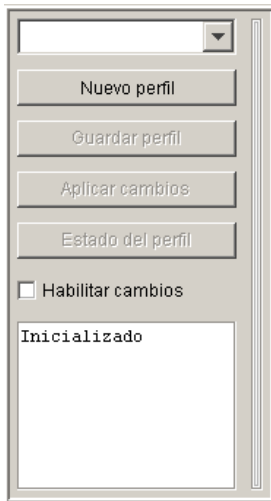 Nuevo perfil
Guardar perfil
Aplicar cambios
Estado del perfil
Habilitar cambios
Inicializado